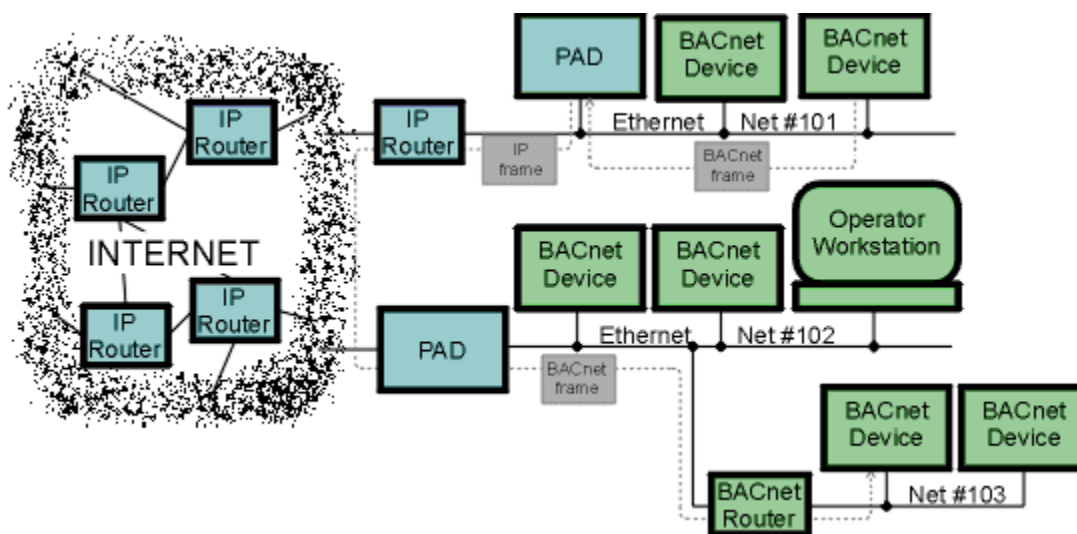 PAD
BACnet
Device
BACnet
Device
IP
Router
IP
Router
Ethernet
Net #101
IP
frame
BACnet
frame
IP
Router
INTERNET
BACnet
Device
BACnet
Device
Operator
Workstation
IP
Router
IP
Router
PAD
Ethernet
Net #102
BACnet
frame
BACnet
Device
BACnet
Device
BACnet
Router
Net #103